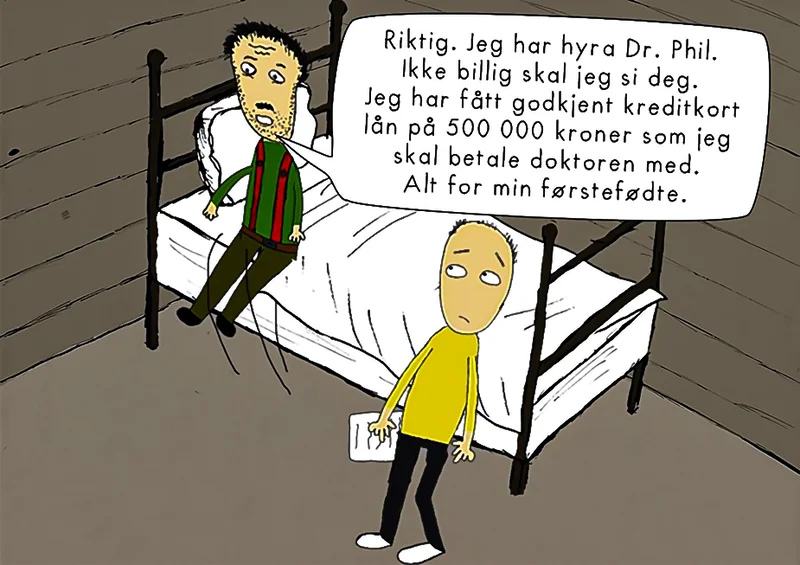 Riktig. Jeg har hyra Dr. Phil.
Ikke billig skal jeg si deg.
Jeg har fått godkjent kreditkort
lån på 500 000 kroner som jeg
skal betale doktoren med.
Alt for min førstefødte.